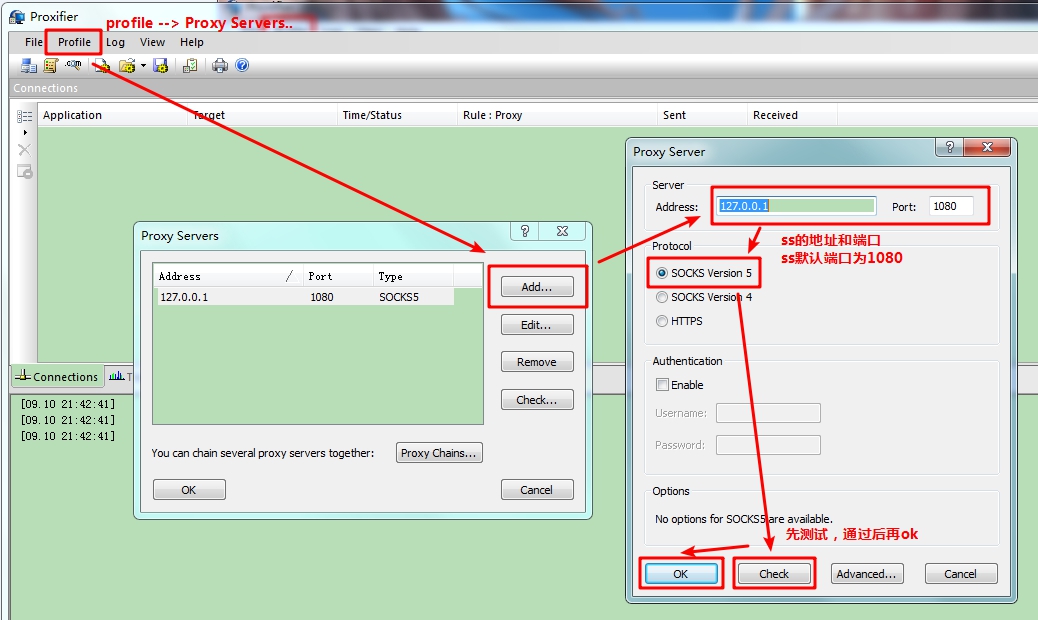 Proxifier
profile --> Proxy Servers..
File Profile Log View Help
Connections
Application Target Time/Status Rule : Proxy Sent Received
Proxy Servers
Address / Port Type
127.0.0.1 1080 SOCKS5
Add...
Edit...
Remove
Check...
You can chain several proxy servers together: Proxy Chains...
OK Cancel
Proxy Server
Server
Address: 127.0.0.1 Port: 1080
ss的地址和端口
ss默认端口为1080
Protocol
SOCKS Version 5
SOCKS Version 4
HTTPS
Authentication
Enable
Username:
Password:
Options
No options for SOCKS5 are available.
先测试，通过后再ok
OK Check Advanced... Cancel
Connections T
[09.10 21:42:41]
[09.10 21:42:41]
[09.10 21:42:41]